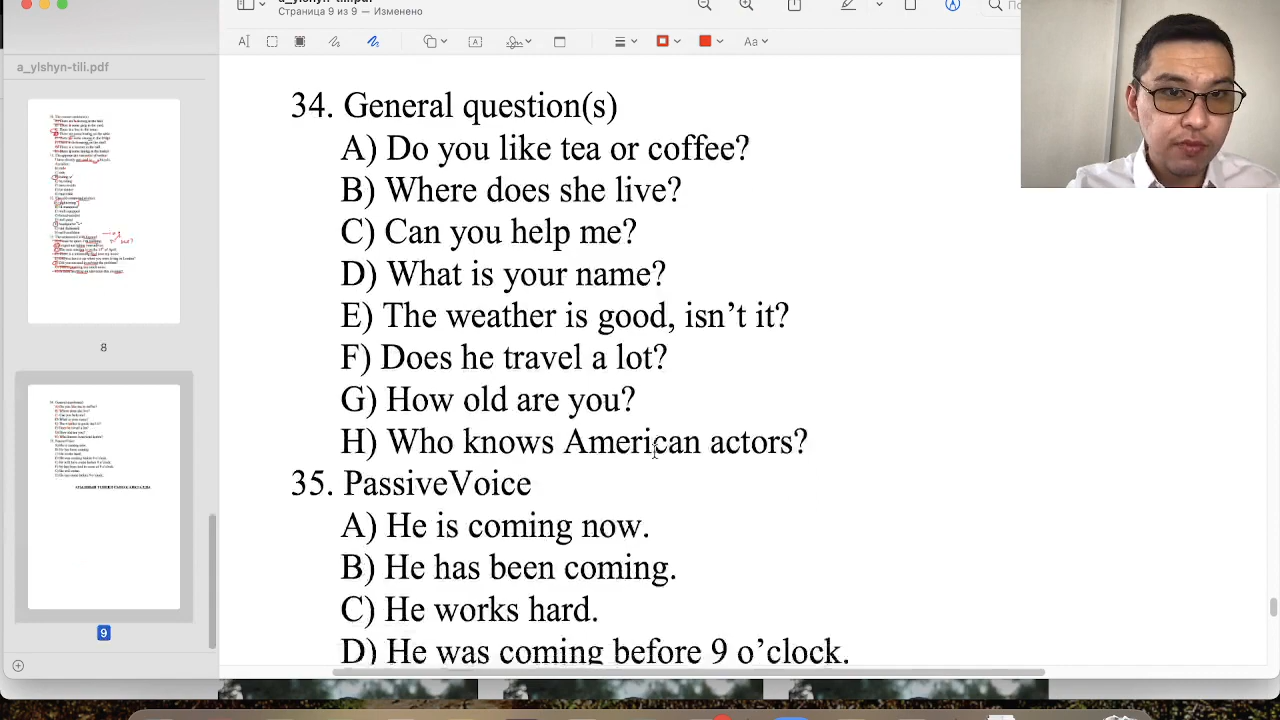 a_ylshyn-tili.pdf
Страница 9 из 9 — Изменено
a_ylshyn-tili.pdf
8
9
34. General question(s)
A) Do you like tea or coffee?
B) Where does she live?
C) Can you help me?
D) What is your name?
E) The weather is good, isn’t it?
F) Does he travel a lot?
G) How old are you?
H) Who knows American actors?
35. PassiveVoice
A) He is coming now.
B) He has been coming.
C) He works hard.
D) He was coming before 9 o’clock.